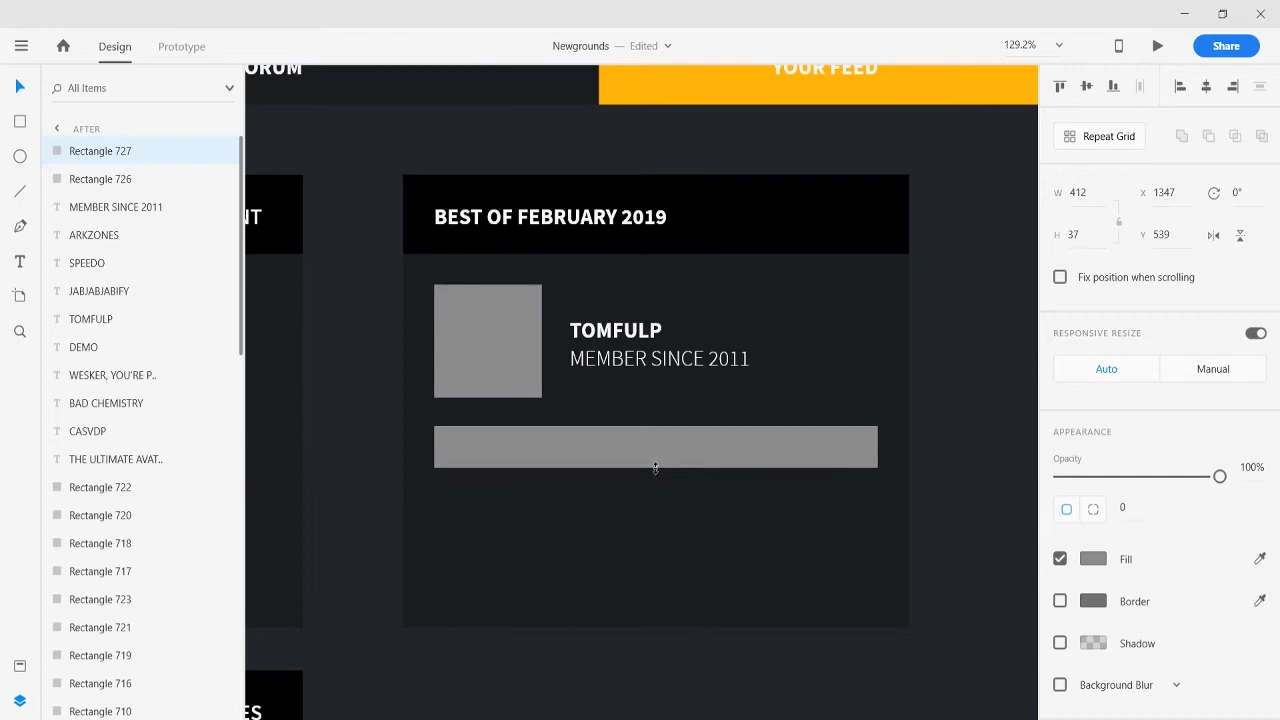 Design
Prototype
Newgrounds — Edited
129.2%
Share
All Items
AFTER
Rectangle 727
Rectangle 726
MEMBER SINCE 2011
ARKZONES
SPEEDO
JABJABJABIFY
TOMFULP
DEMO
WESKER, YOU'RE P..
BAD CHEMISTRY
CASVDP
THE ULTIMATE AVAT..
Rectangle 722
Rectangle 720
Rectangle 718
Rectangle 717
Rectangle 723
Rectangle 721
Rectangle 719
Rectangle 716
Rectangle 710
ORUM
YOUR FEED
NT
BEST OF FEBRUARY 2019
TOMFULP
MEMBER SINCE 2011
ES
Repeat Grid
W 412 X 1347 0°
H 37 Y 539
Fix position when scrolling
RESPONSIVE RESIZE
Auto Manual
APPEARANCE
Opacity
100%
0
Fill
Border
Shadow
Background Blur